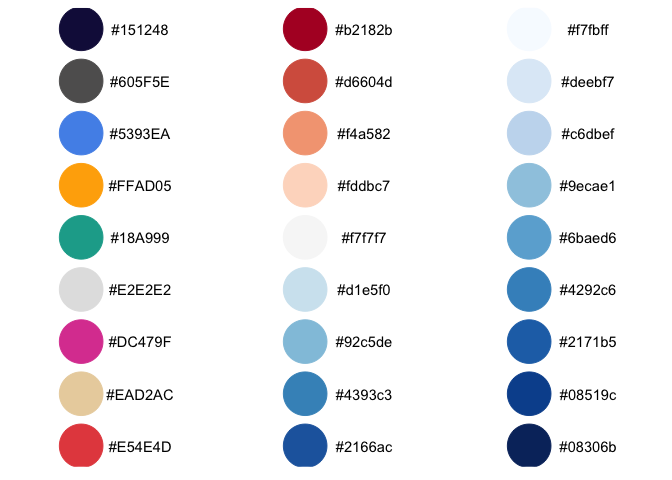 #151248
#605F5E
#5393EA
#FFAD05
#18A999
#E2E2E2
#DC479F
#EAD2AC
#E54E4D
#b2182b
#d6604d
#f4a582
#fddbc7
#f7f7f7
#d1e5f0
#92c5de
#4393c3
#2166ac
#f7fbff
#deebf7
#c6dbef
#9ecae1
#6baed6
#4292c6
#2171b5
#08519c
#08306b